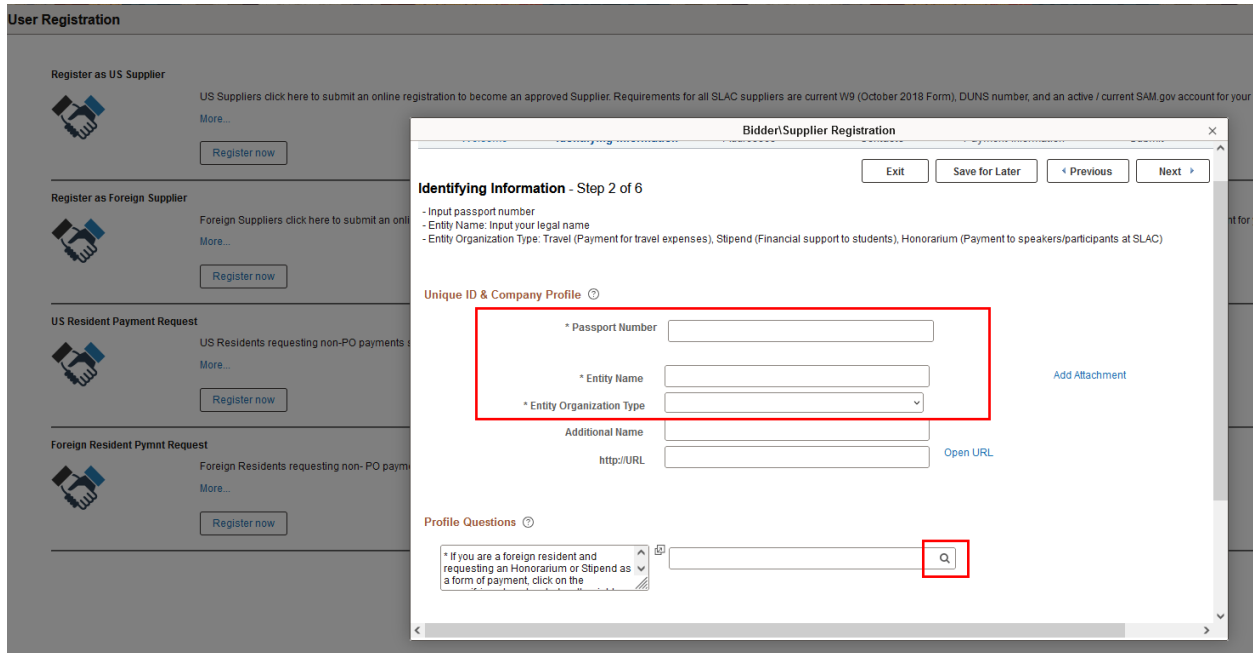 User Registration
Register as US Supplier
US Suppliers click here to submit an online registration to become an approved Supplier. Requirements for all SLAC suppliers are current W9 (October 2018 Form), DUNS number, and an active / current SAM.gov account for your
More...
Register now
Register as Foreign Supplier
Foreign Suppliers click here to submit an onli
nt for
More...
Register now
US Resident Payment Request
US Residents requesting non-PO payments s
More...
Register now
Foreign Resident Pymnt Request
Foreign Residents requesting non- PO payme
More...
Register now
Bidder\Supplier Registration
Exit Save for Later Previous Next
Identifying Information - Step 2 of 6
- Input passport number
- Entity Name: Input your legal name
- Entity Organization Type: Travel (Payment for travel expenses), Stipend (Financial support to students), Honorarium (Payment to speakers/participants at SLAC)
Unique ID & Company Profile
* Passport Number
* Entity Name
Add Attachment
* Entity Organization Type
Additional Name
http://URL
Open URL
Profile Questions
* If you are a foreign resident and
requesting an Honorarium or Stipend as
a form of payment, click on the